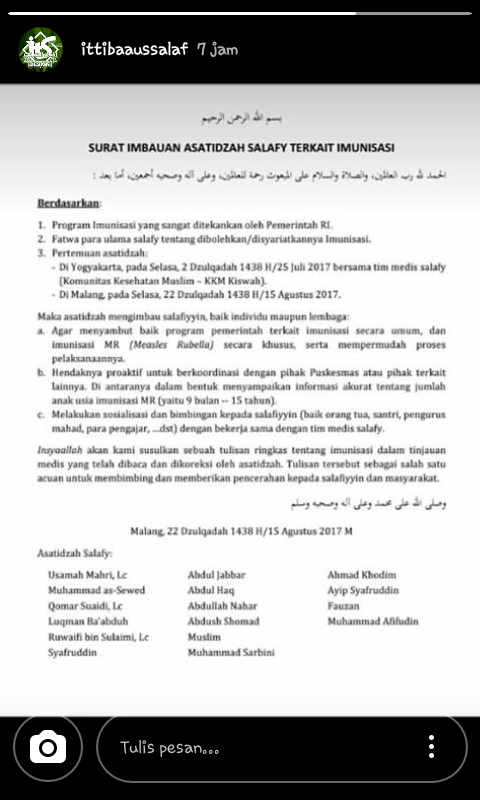 ittibaaussalaf 7 jam
بسم الله الرحمن الرحيم
SURAT IMBAUAN ASATIDZAH SALAFY TERKAIT IMUNISASI
الحمد لله رب العالمين، والصلاة والسلام على المبعوث رحمة للعالمين، وعلى آله وصحبه أجمعين، أما بعد :
Berdasarkan:
1. Program Imunisasi yang sangat ditekankan oleh Pemerintah RI.
2. Fatwa para ulama salafy tentang dibolehkan/disyariatkannya Imunisasi.
3. Pertemuan asatidzah:
- Di Yogyakarta, pada Selasa, 2 Dzulqadah 1438 H/25 Juli 2017 bersama tim medis salafy
(Komunitas Kesehatan Muslim – KKM Kiswah).
- Di Malang, pada Selasa, 22 Dzulqadah 1438 H/15 Agustus 2017.
Maka asatidzah mengimbau salafiyyin, baik individu maupun lembaga:
a. Agar menyambut baik program pemerintah terkait imunisasi secara umum, dan
imunisasi MR (Measles Rubella) secara khusus, serta mempermudah proses
pelaksanaannya.
b. Hendaknya proaktif untuk berkoordinasi dengan pihak Puskesmas atau pihak terkait
lainnya. Di antaranya dalam bentuk menyampaikan informasi akurat tentang jumlah
anak usia imunisasi MR (yaitu 9 bulan -- 15 tahun).
c. Melakukan sosialisasi dan bimbingan kepada salafiyyin (baik orang tua, santri, pengurus
mahad, para pengajar, ...dst) dengan bekerja sama dengan tim medis salafy.
Insyaallah akan kami susulkan sebuah tulisan ringkas tentang imunisasi dalam tinjauan
medis yang telah dibaca dan dikoreksi oleh asatidzah. Tulisan tersebut sebagai salah satu
acuan untuk membimbing dan memberikan pencerahan kepada salafiyyin dan masyarakat.
وصلى الله على محمد وعلى آله وصحبه وسلم
Malang, 22 Dzulqadah 1438 H/15 Agustus 2017 M
Asatidzah Salafy:
Usamah Mahri, Lc
Muhammad as-Sewed
Qomar Suaidi, Lc
Luqman Ba'abduh
Ruwaifi bin Sulaimi, Lc
Syafruddin
Abdul Jabbar
Abdul Haq
Abdullah Nahar
Abdush Shomad
Muslim
Muhammad Sarbini
Ahmad Khodim
Ayip Syafruddin
Fauzan
Muhammad Afifudin
Tulis pesan...